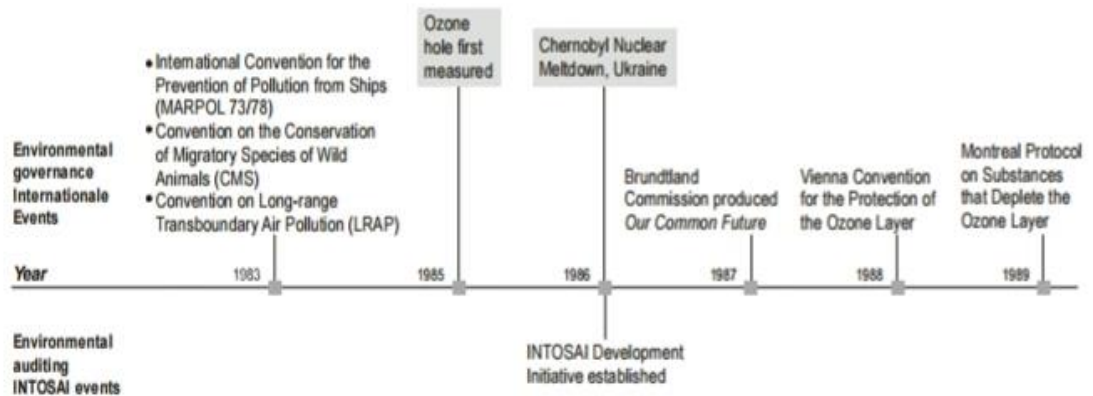 Ozone
hole first
measured
Chernobyl Nuclear
Meltdown, Ukraine
• International Convention for the
Prevention of Pollution from Ships
(MARPOL 73/78)
• Convention on the Conservation
of Migratory Species of Wild
Animals (CMS)
• Convention on Long-range
Transboundary Air Pollution (LRAP)
Environmental
governance
Internationale
Events
Brundtland
Commission produced
Our Common Future
Vienna Convention
for the Protection of
the Ozone Layer
Montreal Protocol
on Substances
that Deplete the
Ozone Layer
Year
1983
1985
1986
1987
1988
1989
Environmental
auditing
INTOSAI events
INTOSAI Development
Initiative established